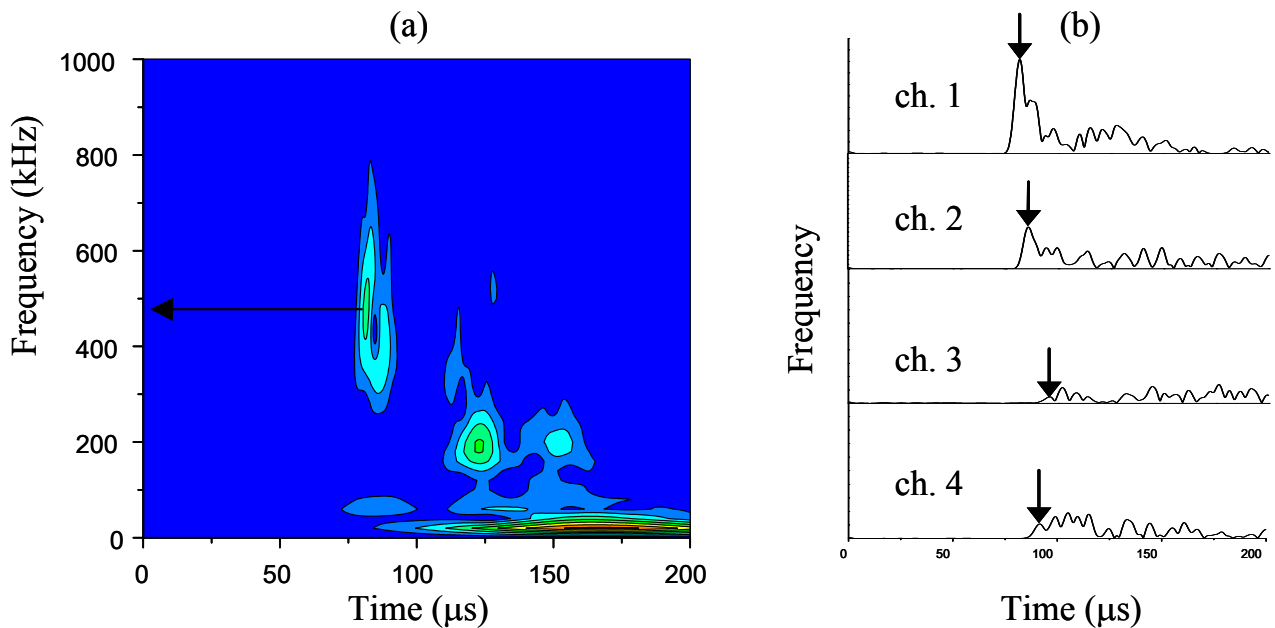 (a)
1000
800
600
400
200
0
Frequency (kHz)
0 50 100 150 200
Time (μs)
(b)
ch. 1
ch. 2
ch. 3
ch. 4
Frequency
0 50 100 150 200
Time (μs)